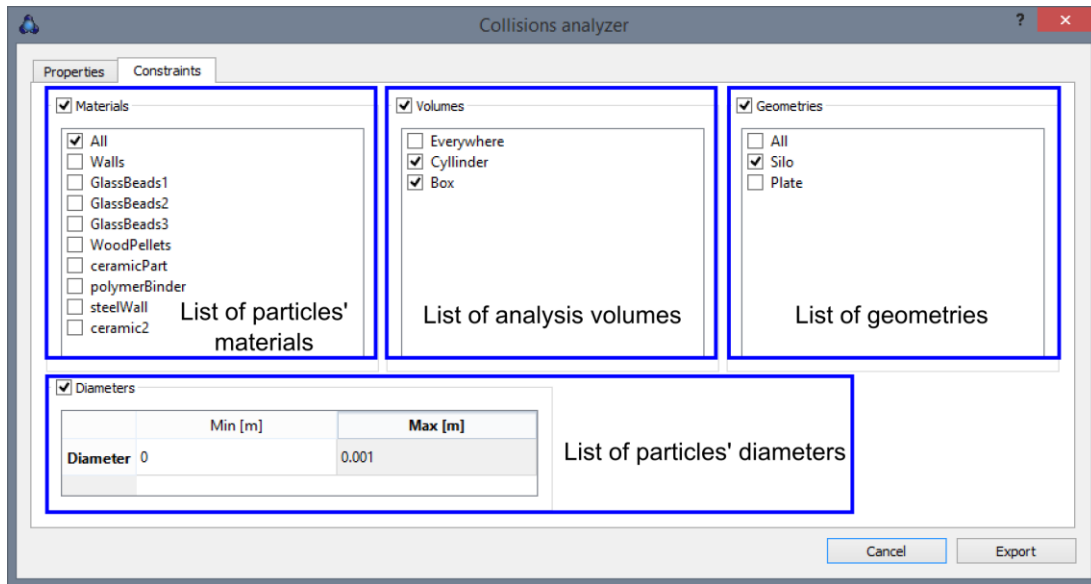 Collisions analyzer
?
Properties
Constraints
Materials
All
Walls
GlassBeads1
GlassBeads2
GlassBeads3
WoodPellets
ceramicPart
polymerBinder
steelWall
ceramic2
List of particles'
materials
Volumes
Everywhere
Cyllinder
Box
List of analysis volumes
Geometries
All
Silo
Plate
List of geometries
Diameters
Min [m] Max [m]
Diameter 0 0.001
List of particles' diameters
Cancel
Export